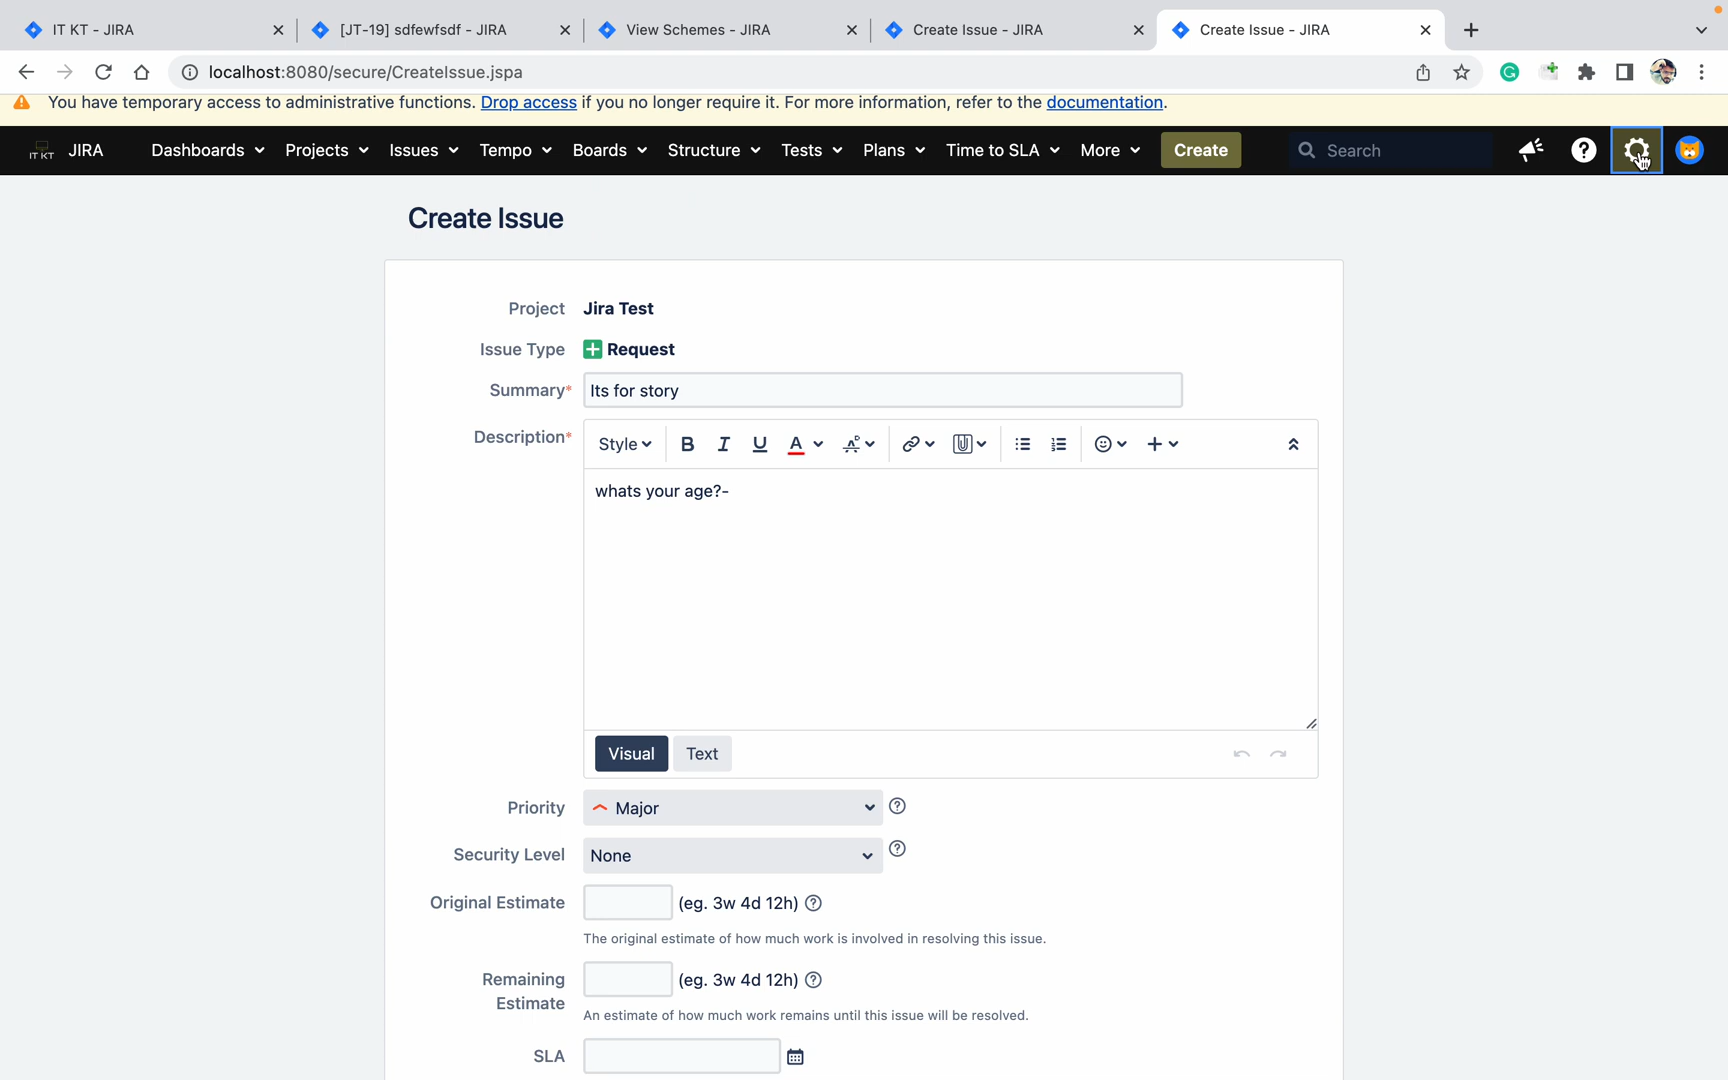 IT KT - JIRA
[JT-19] sdfewfsdf - JIRA
View Schemes - JIRA
Create Issue - JIRA
Create Issue - JIRA
localhost:8080/secure/CreateIssue.jspa
You have temporary access to administrative functions. Drop access if you no longer require it. For more information, refer to the documentation.
IT KT JIRA Dashboards Projects Issues Tempo Boards Structure Tests Plans Time to SLA More Create Search
Create Issue
Project Jira Test
Issue Type Request
Summary* Its for story
Description* Style B I U A
whats your age?-
Visual Text
Priority Major
Security Level None
Original Estimate (eg. 3w 4d 12h)
The original estimate of how much work is involved in resolving this issue.
Remaining (eg. 3w 4d 12h)
Estimate
An estimate of how much work remains until this issue will be resolved.
SLA